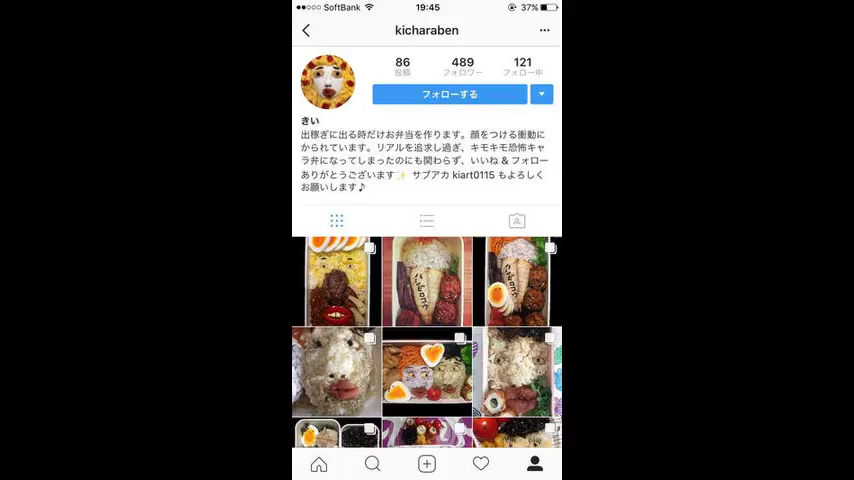 SoftBank 19:45 37%
kicharaben
86 489 121
投稿 フォロワー フォロー中
フォローする
きい
出稼ぎに出る時だけお弁当を作ります。顔をつける衝動に
かられています。リアルを追求し過ぎ、キモキモ恐怖キャ
ラ弁になってしまったのにも関わらず、いいね & フォロー
ありがとうございます✨ サブアカ kiart0115 もよろしく
お願いします♪